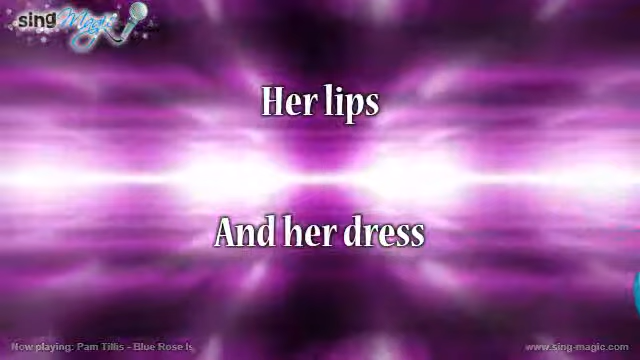 sing Magic
Her lips
And her dress
Now playing: Pam Tillis - Blue Rose Is
www.sing-magic.com